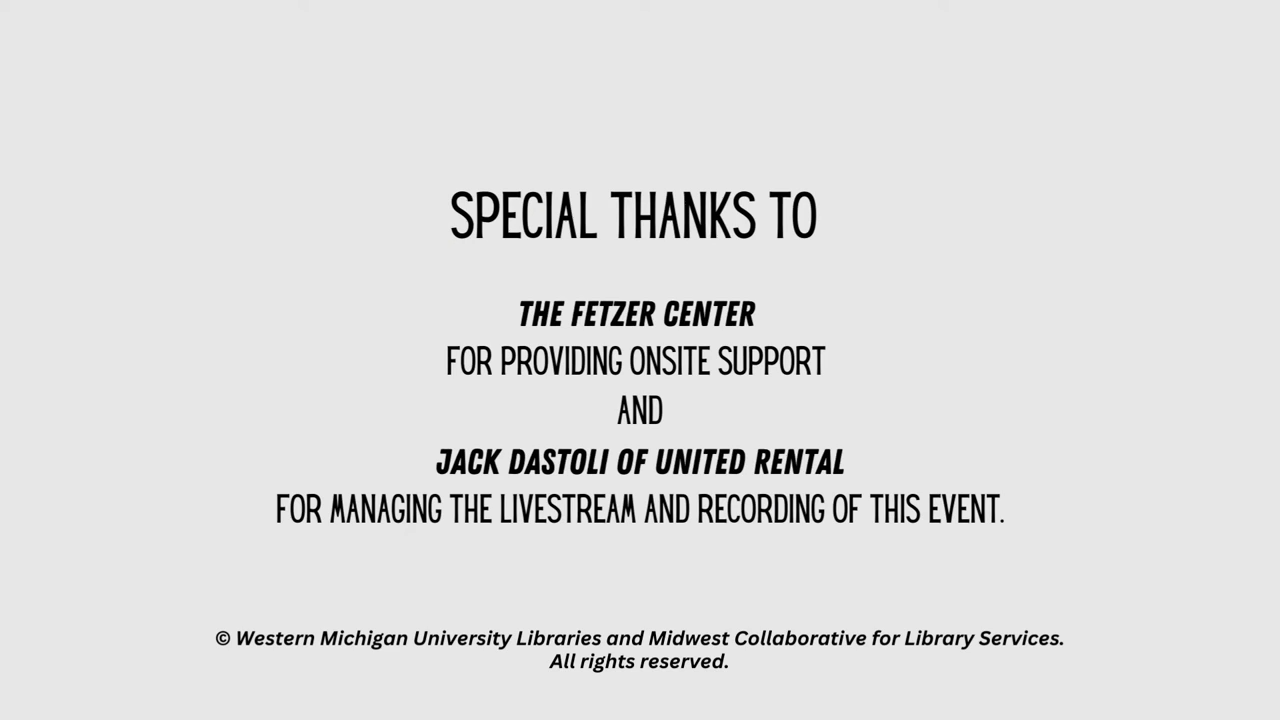 SPECIAL THANKS TO
THE FETZER CENTER
FOR PROVIDING ONSITE SUPPORT
AND
JACK DASTOLI OF UNITED RENTAL
FOR MANAGING THE LIVESTREAM AND RECORDING OF THIS EVENT.
© Western Michigan University Libraries and Midwest Collaborative for Library Services.
All rights reserved.